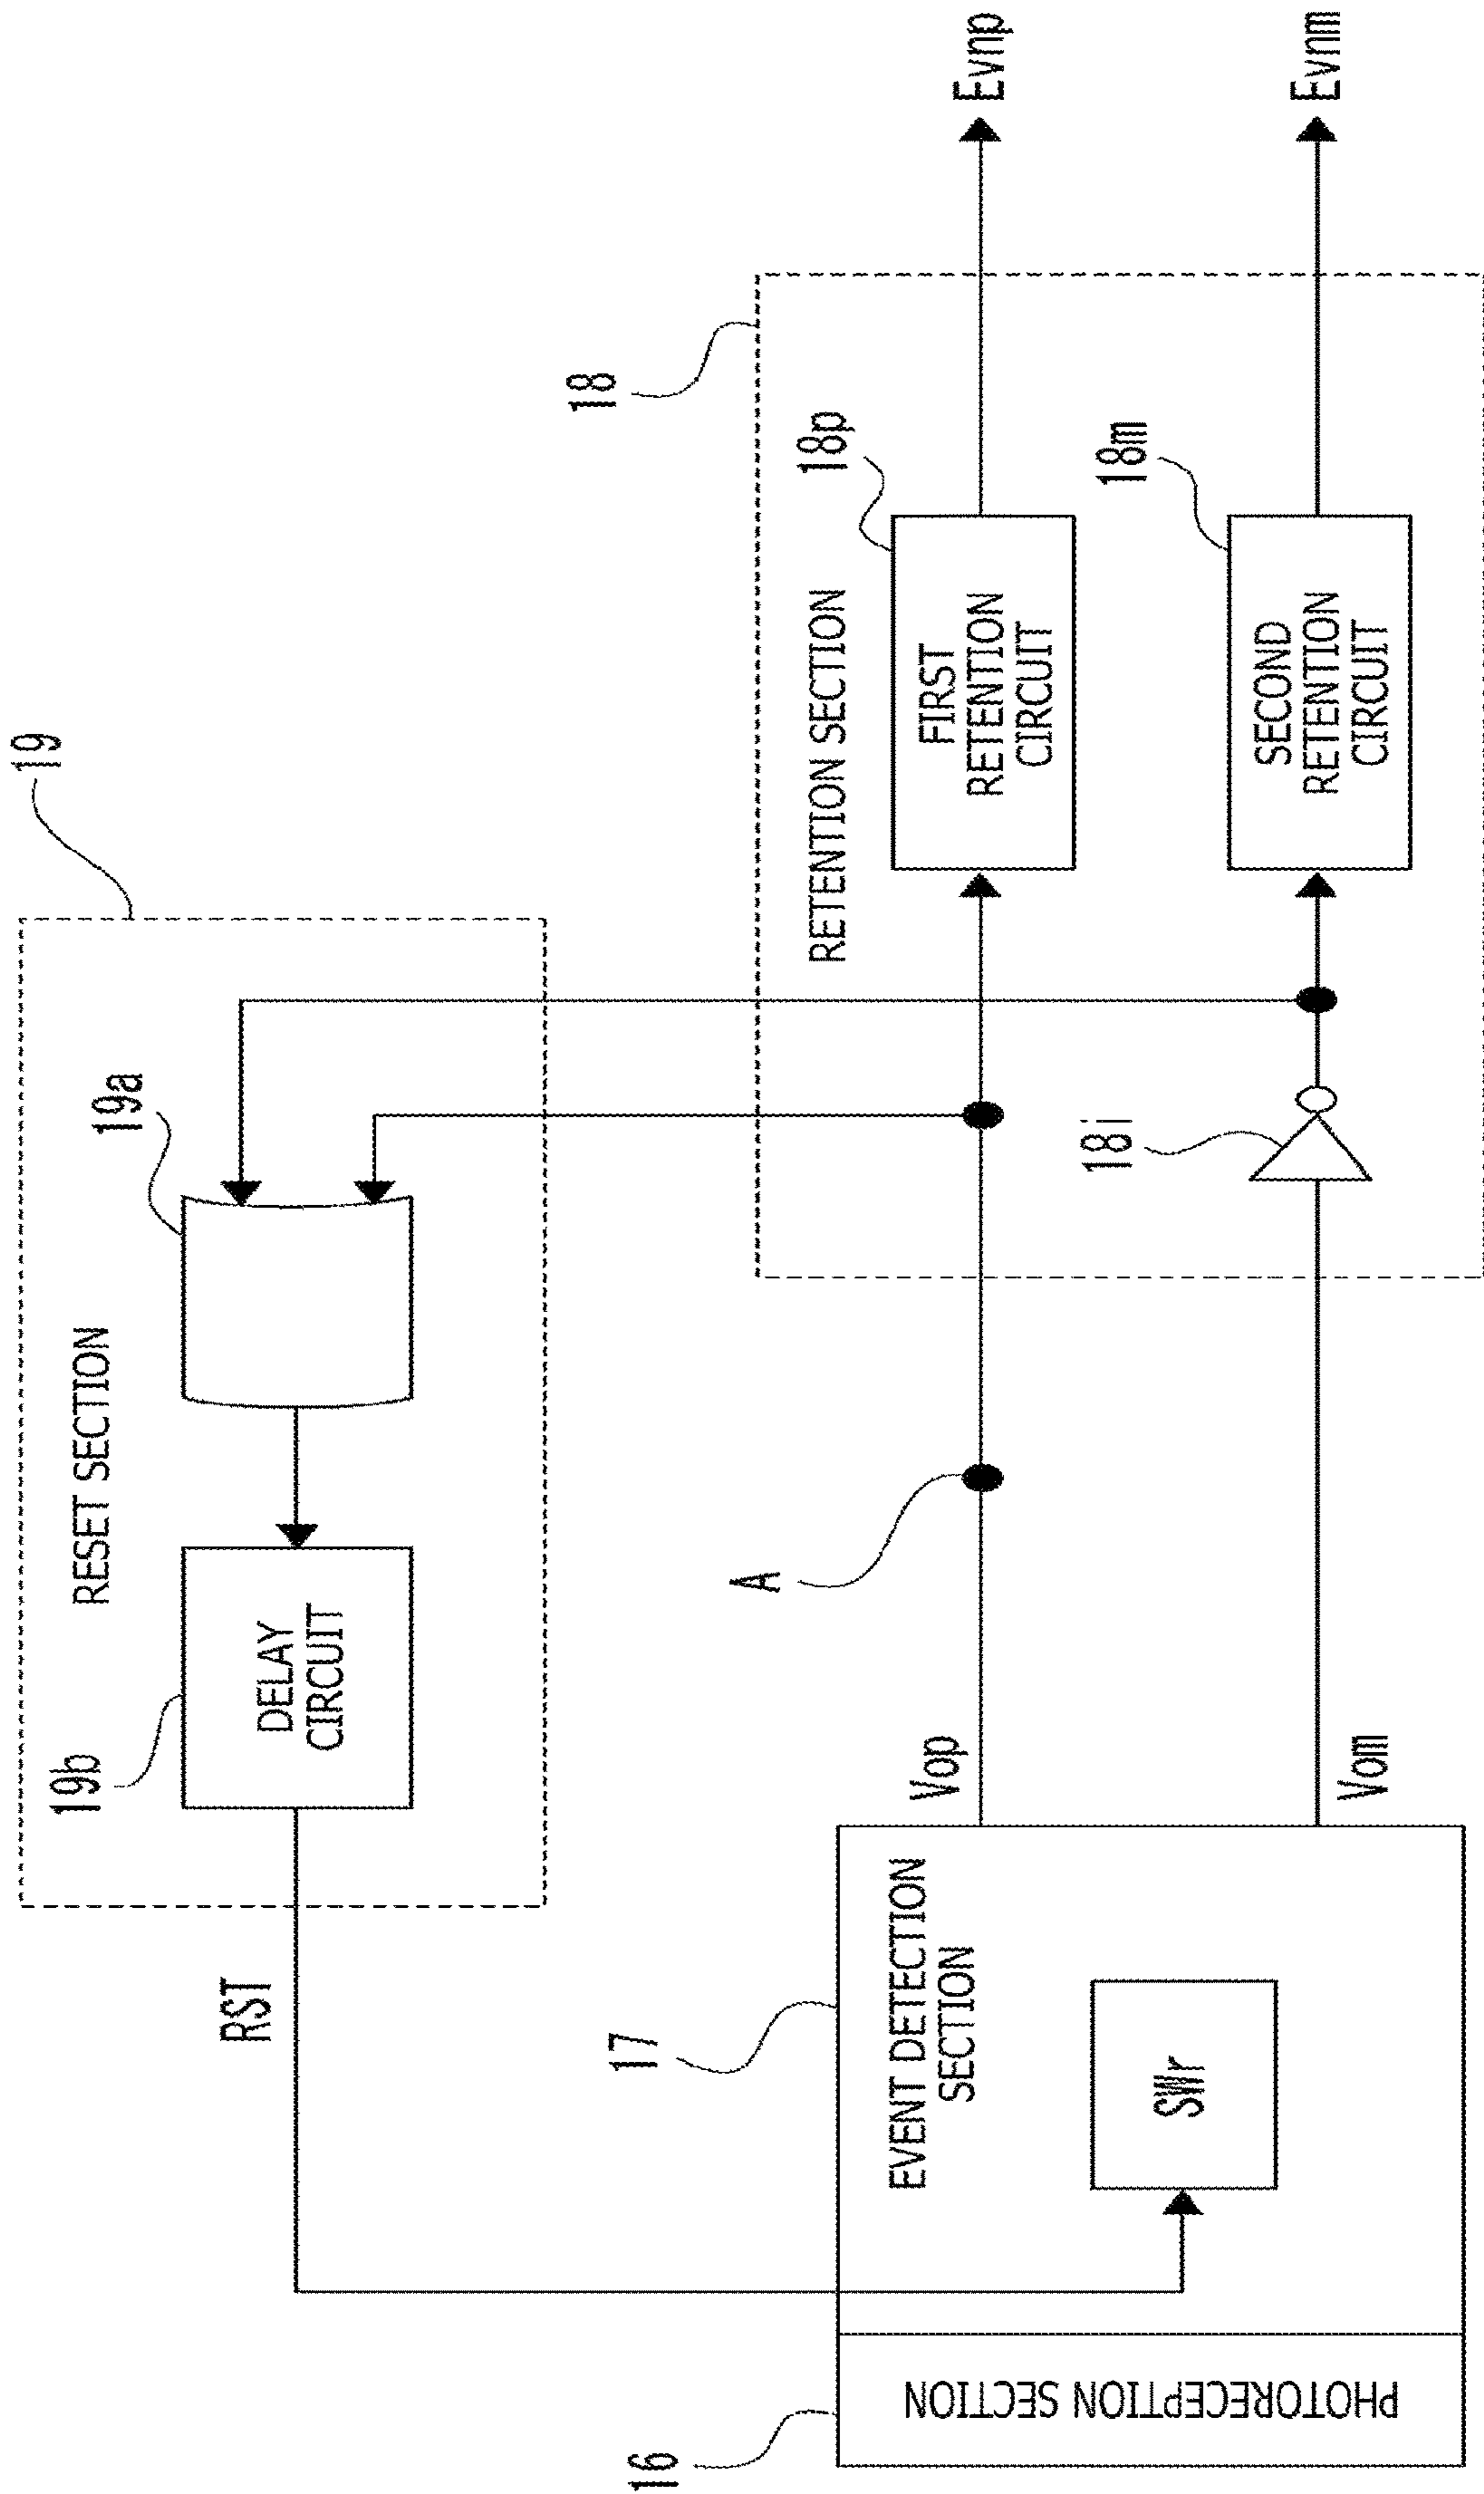 19
RESET SECTION
19b
DELAY
CIRCUIT
19a
RST
18
RETENTION SECTION
A
17
EVENT DETECTION
SECTION
Vop
18p
FIRST
RETENTION
CIRCUIT
Evnp
16
PHOTORECEPTION SECTION
SWr
Vom
18i
18m
SECOND
RETENTION
CIRCUIT
Evnm